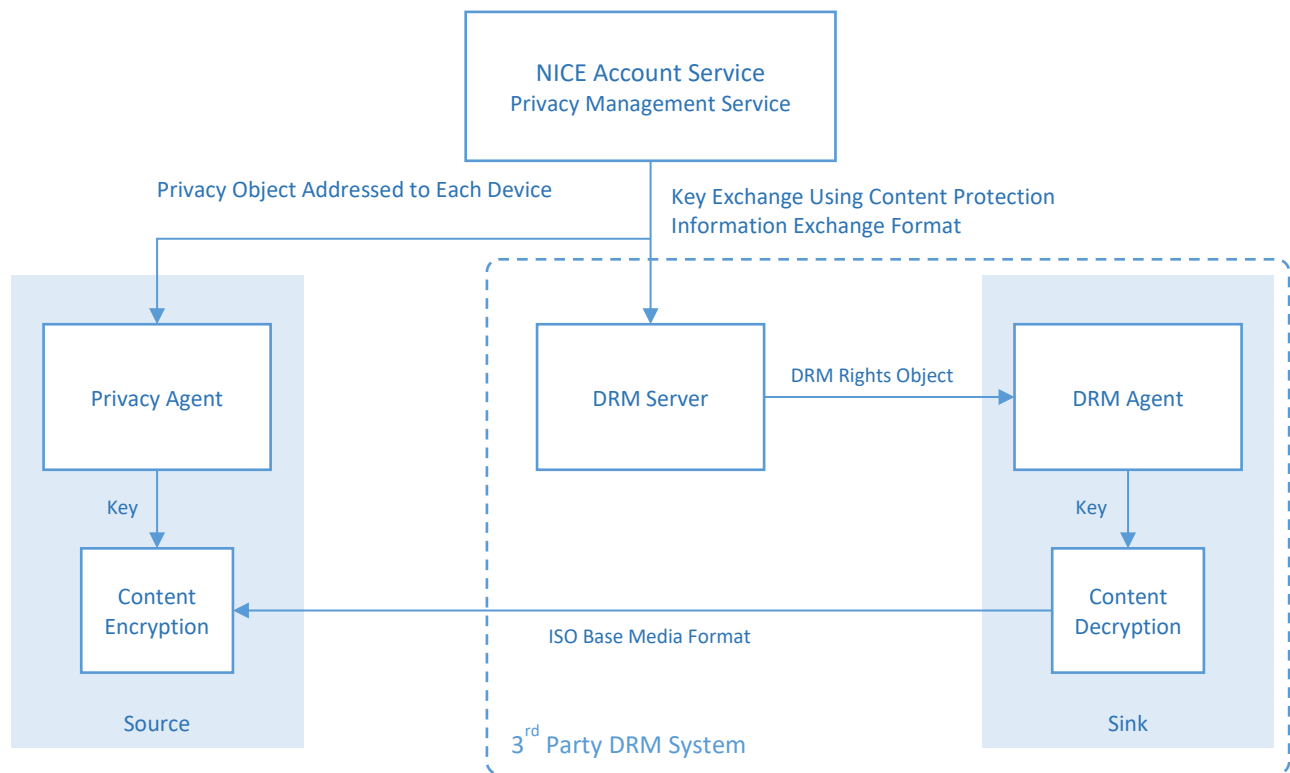 NICE Account Service
Privacy Management Service
Privacy Object Addressed to Each Device
Key Exchange Using Content Protection
Information Exchange Format
Privacy Agent
DRM Server
DRM Rights Object
DRM Agent
Key
Key
Content
Encryption
ISO Base Media Format
Content
Decryption
Source
3rd Party DRM System
Sink